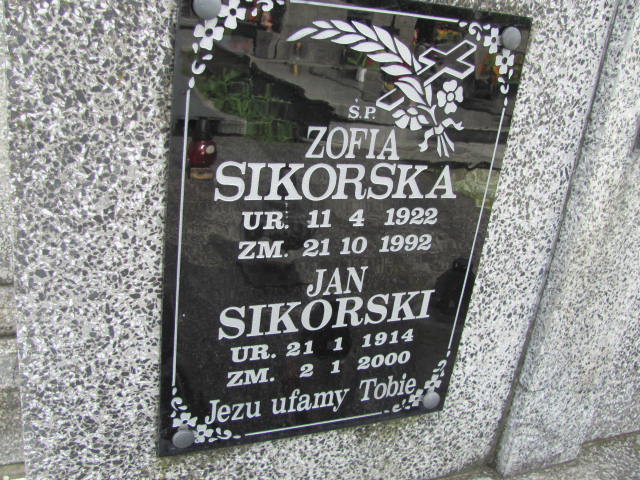 Ś.P.
ZOFIA
SIKORSKA
UR. 11 4 1922
ZM. 21 10 1992
JAN
SIKORSKI
UR. 21 1 1914
ZM. 2 1 2000
Jezu ufamy Tobie